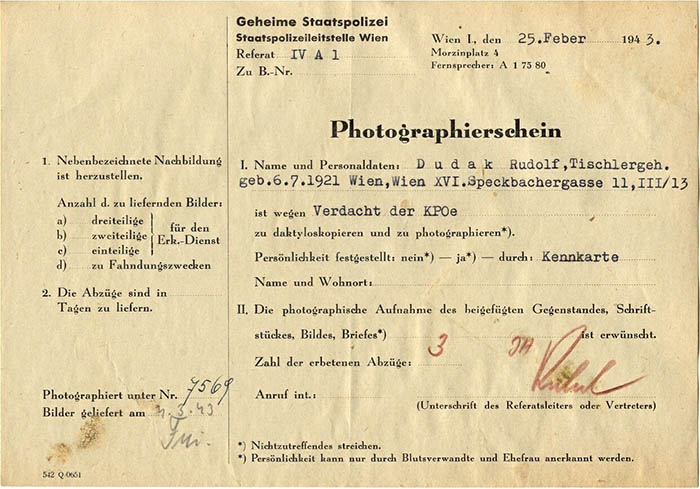 Geheime Staatspolizei
Staatspolizeileitstelle Wien
Referat IV A 1
Zu B.-Nr.
Wien I., den 25.Feber 194 3.
Morzinplatz 4
Fernsprecher: A 1 75 80
Photographierschein
1. Nebenbezeichnete Nachbildung
ist herzustellen.
Anzahl d. zu liefernden Bilder:
a) dreiteilige
b) zweiteilige
c) einteilige
für den
Erk.-Dienst
d) zu Fahndungszwecken
2. Die Abzüge sind in
Tagen zu liefern.
Photographiert unter Nr. 7569
Bilder geliefert am 4.3.43
542 Q/0651
I. Name und Personaldaten: D u d a k Rudolf,Tischlergeh.
geb.6.7.1921 Wien,Wien XVI.Speckbachergasse 11,III/13
ist wegen Verdacht der KPOe
zu daktyloskopieren und zu photographieren*).
Persönlichkeit festgestellt: nein*) — ja*) — durch: Kennkarte
Name und Wohnort:
II. Die photographische Aufnahme des beigefügten Gegenstandes, Schrift-
stückes, Bildes, Briefes*) ist erwünscht.
Zahl der erbetenen Abzüge: 3
Anruf int.:
(Unterschrift des Referatsleiters oder Vertreters)
*) Nichtzutreffendes streichen.
*) Persönlichkeit kann nur durch Blutsverwandte und Ehefrau anerkannt werden.